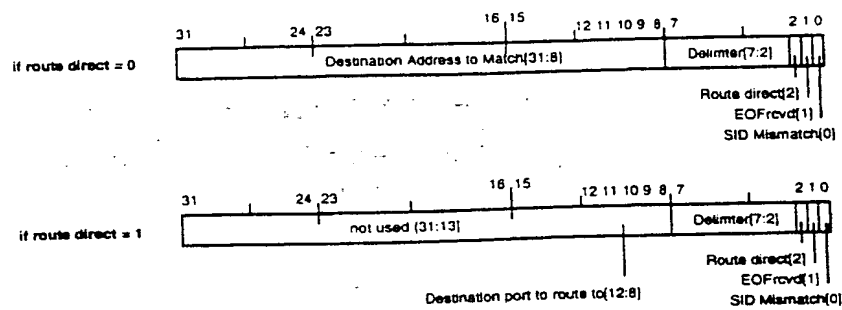 31 24 23 16 15 12 11 10 9 8 7 2 1 0
if route direct = 0
Destination Address to Match[31:8] Delimter[7:2]
Route direct[2]
EOFrcvd[1]
SID Mismatch[0]
31 24 23 16 15 12 11 10 9 8 7 2 1 0
if route direct = 1
not used (31:13] Delimter[7:2]
Route direct[2]
EOFrcvd[1]
Destination port to route to[12:8]
SID Mismatch[0]